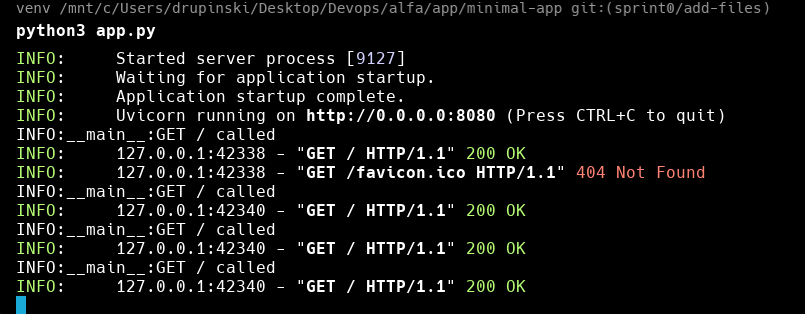 venv /mnt/c/Users/drupinski/Desktop/Devops/alfa/app/minimal-app git:(sprint0/add-files)
python3 app.py
INFO:     Started server process [9127]
INFO:     Waiting for application startup.
INFO:     Application startup complete.
INFO:     Uvicorn running on http://0.0.0.0:8080 (Press CTRL+C to quit)
INFO:__main__:GET / called
INFO:     127.0.0.1:42338 - "GET / HTTP/1.1" 200 OK
INFO:     127.0.0.1:42338 - "GET /favicon.ico HTTP/1.1" 404 Not Found
INFO:__main__:GET / called
INFO:     127.0.0.1:42340 - "GET / HTTP/1.1" 200 OK
INFO:__main__:GET / called
INFO:     127.0.0.1:42340 - "GET / HTTP/1.1" 200 OK
INFO:__main__:GET / called
INFO:     127.0.0.1:42340 - "GET / HTTP/1.1" 200 OK